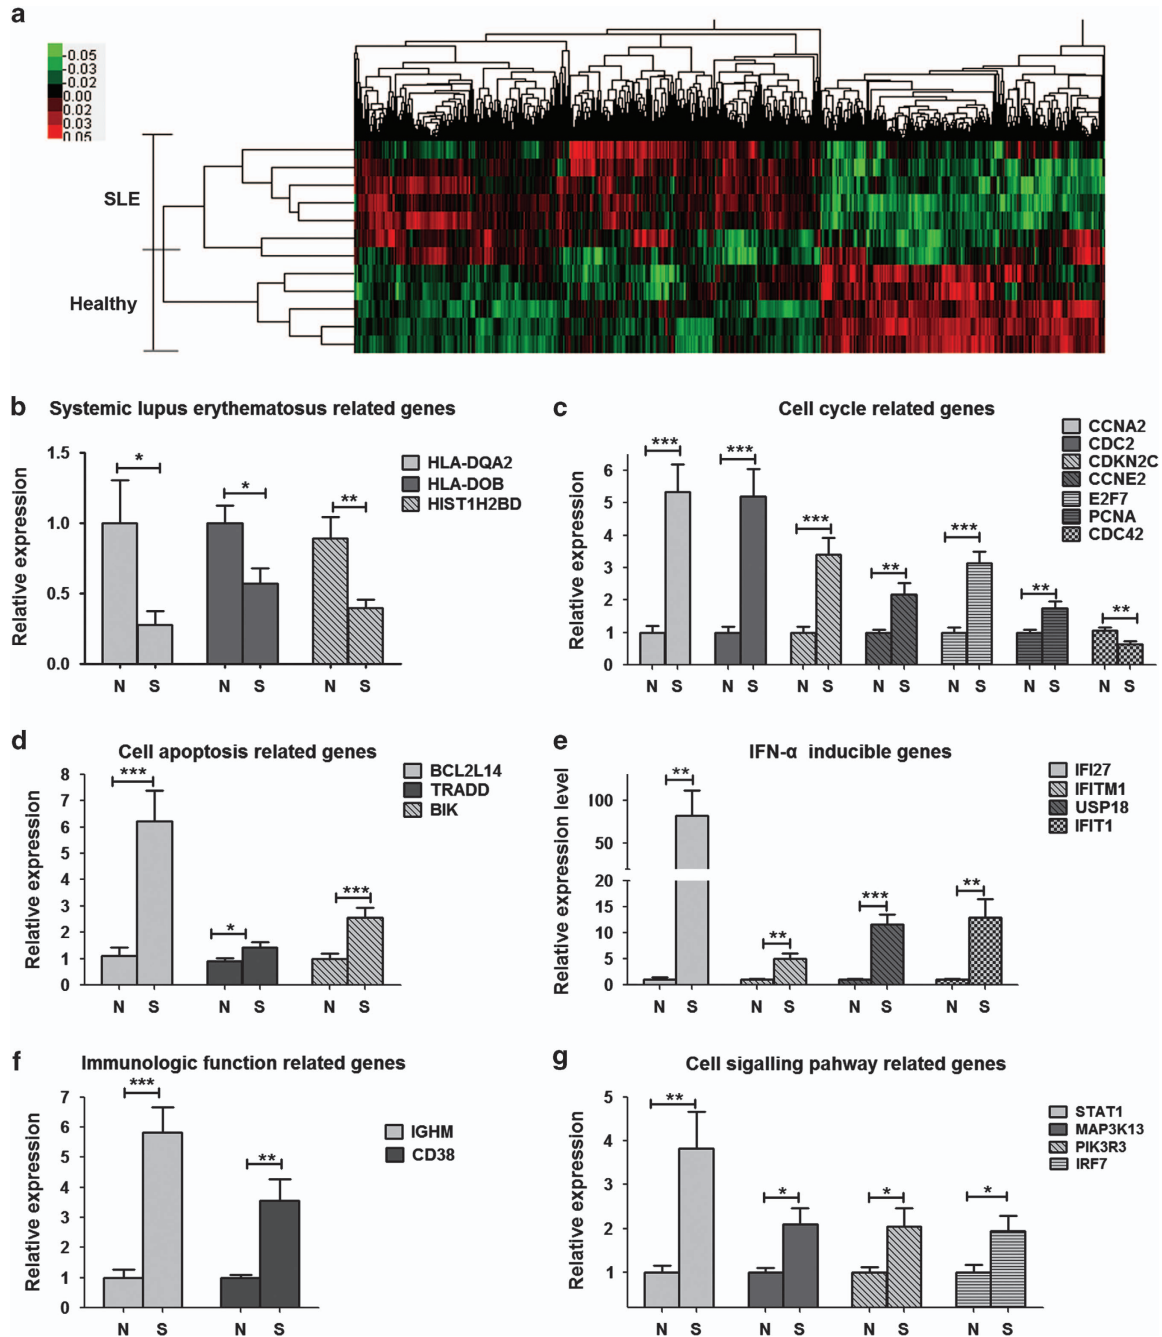 a
0.05
0.03
0.02
0.00
0.02
0.03
0.05
SLE
Healthy
b Systemic lupus erythematosus related genes
Relative expression
1.5
1.0
0.5
0.0
* * **
HLA-DQA2
HLA-DOB
HIST1H2BD
N S N S N S
c Cell cycle related genes
Relative expression
6
5
4
3
2
1
0
*** *** *** ** *** ** **
CCNA2
CDC2
CDKN2C
CCNE2
E2F7
PCNA
CDC42
N S N S N S N S N S N S N S
d Cell apoptosis related genes
Relative expression
8
7
6
5
4
3
2
1
0
*** * ***
BCL2L14
TRADD
BIK
N S N S N S
e IFN-α inducible genes
Relative expression level
100
50
20
15
10
5
0
** ** *** **
IFI27
IFITM1
USP18
IFIT1
N S N S N S N S
f Immunologic function related genes
Relative expression
7
6
5
4
3
2
1
0
*** **
IGHM
CD38
N S N S
g Cell sigalling pahway related genes
Relative expression
5
4
3
2
1
** * * *
STAT1
MAP3K13
PIK3R3
IRF7
N S N S N S N S